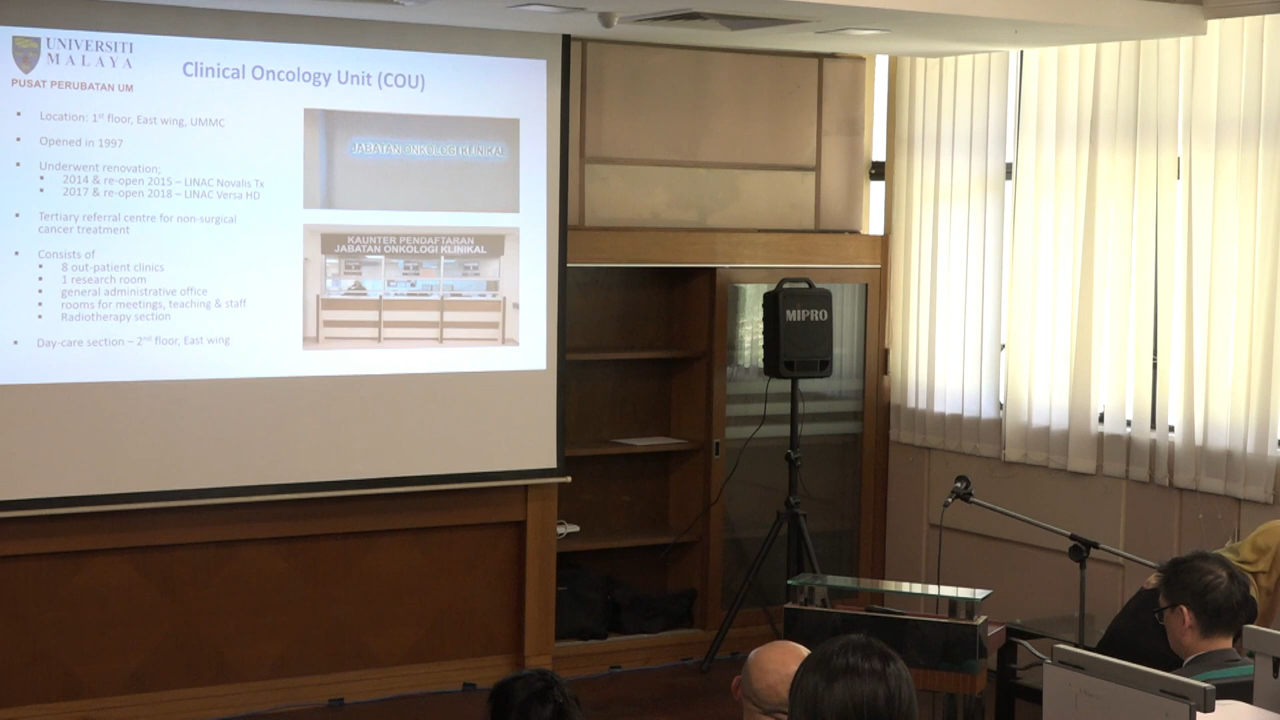 UNIVERSITI
MALAYA
PUSAT PERUBATAN UM
Clinical Oncology Unit (COU)
Location: 1st floor, East wing, UMMC
Opened in 1997
Underwent renovation;
2014 & re-open 2015 – LINAC Novalis Tx
2017 & re-open 2018 – LINAC Versa HD
Tertiary referral centre for non-surgical
cancer treatment
Consists of
8 out-patient clinics
1 research room
general administrative office
rooms for meetings, teaching & staff
Radiotherapy section
Day-care section – 2nd floor, East wing
JABATAN ONKOLOGI KLINIKAL
KAUNTER PENDAFTARAN
JABATAN ONKOLOGI KLINIKAL
MIPRO